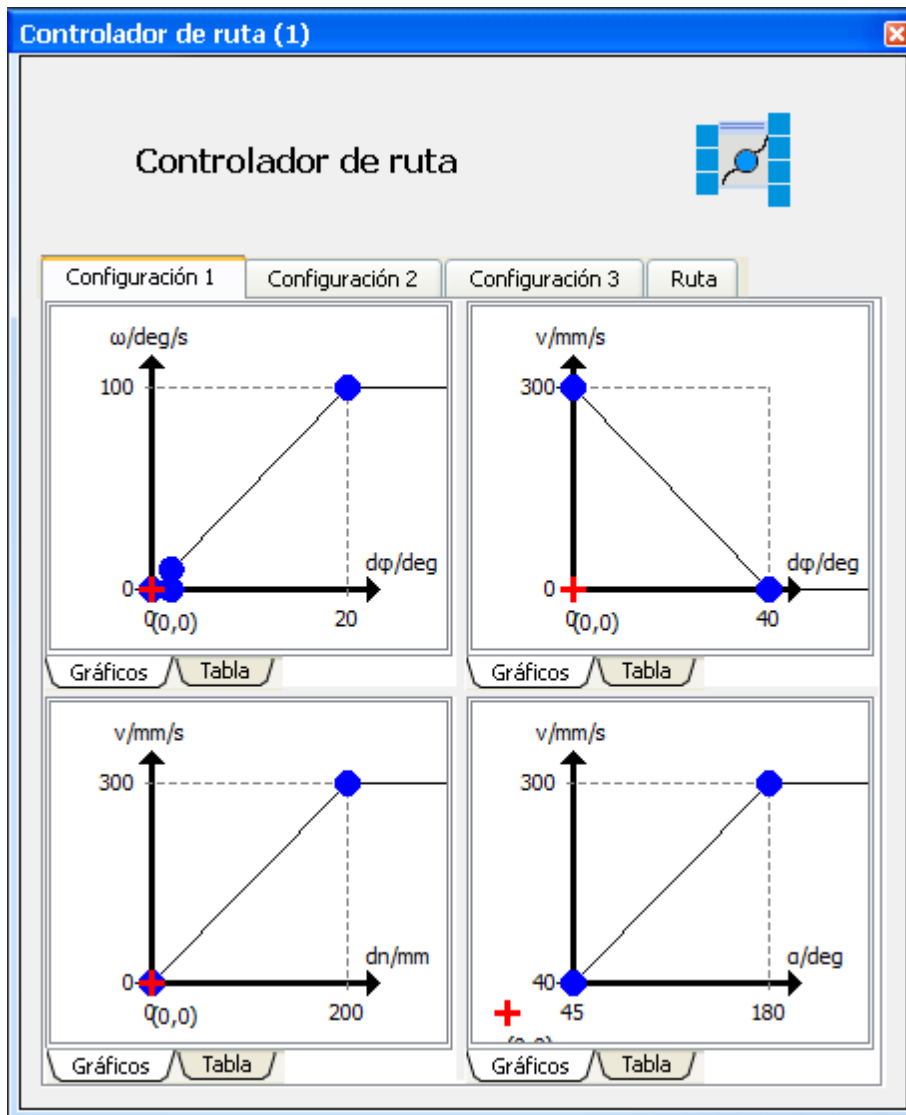 Controlador de ruta (1)
Controlador de ruta
Configuración 1 Configuración 2 Configuración 3 Ruta
ω/deg/s
100
0
0
(0,0)
20
dφ/deg
Gráficos Tabla
v/mm/s
300
0
0
(0,0)
40
dφ/deg
Gráficos Tabla
v/mm/s
300
0
0
(0,0)
200
dn/mm
Gráficos Tabla
v/mm/s
300
40
45
180
α/deg
Gráficos Tabla